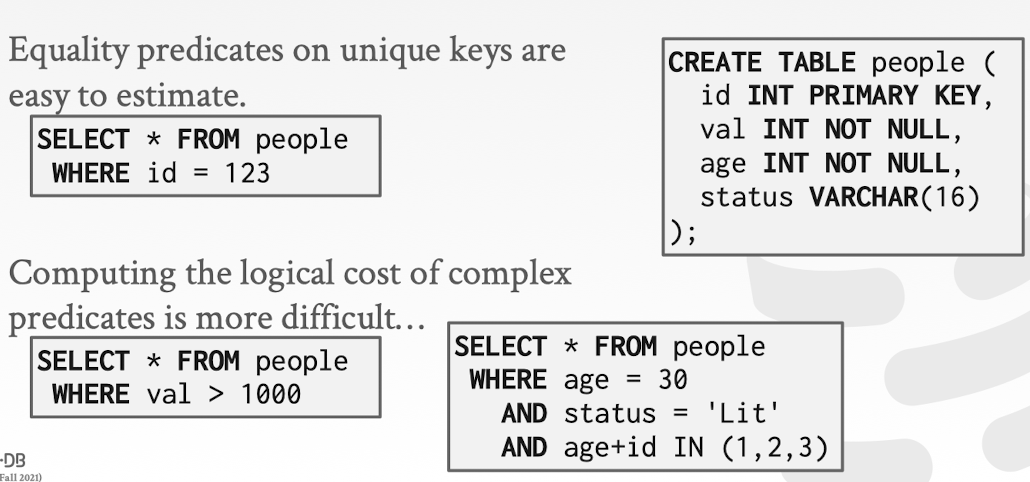 Equality predicates on unique keys are
easy to estimate.
SELECT * FROM people
WHERE id = 123
CREATE TABLE people (
id INT PRIMARY KEY,
val INT NOT NULL,
age INT NOT NULL,
status VARCHAR(16)
);
Computing the logical cost of complex
predicates is more difficult...
SELECT * FROM people
WHERE val > 1000
SELECT * FROM people
WHERE age = 30
AND status = 'Lit'
AND age+id IN (1,2,3)
-DB
Fall 2021)